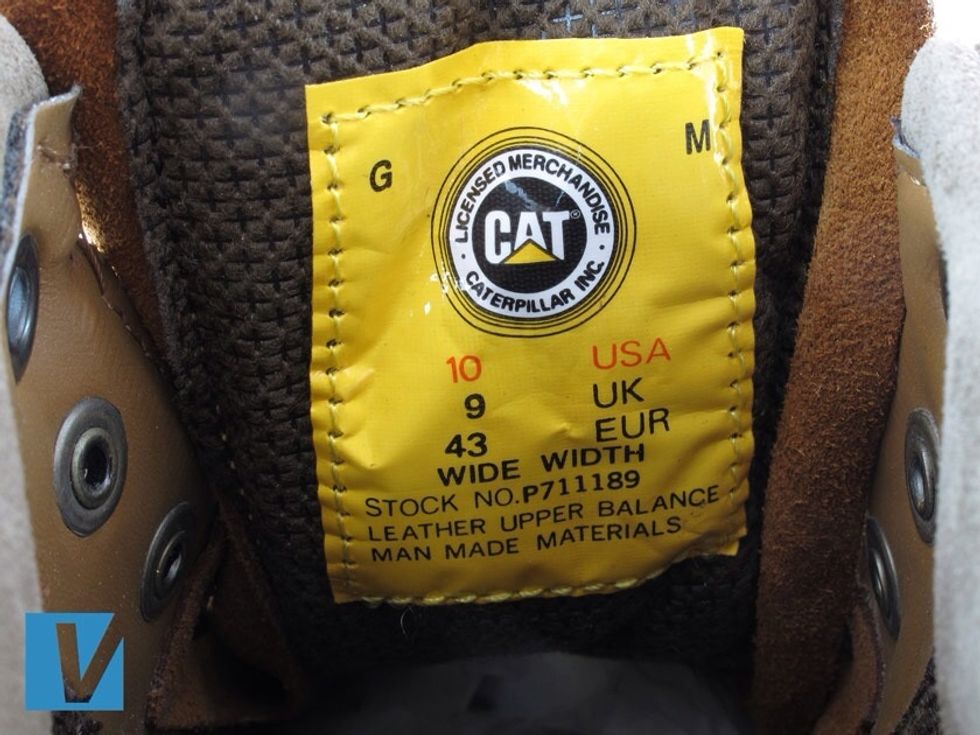 G M
LICENSED MERCHANDISE
CAT®
CATERPILLAR INC.
10 USA
9 UK
43 EUR
WIDE WIDTH
STOCK NO.P711189
LEATHER UPPER BALANCE
MAN MADE MATERIALS
V